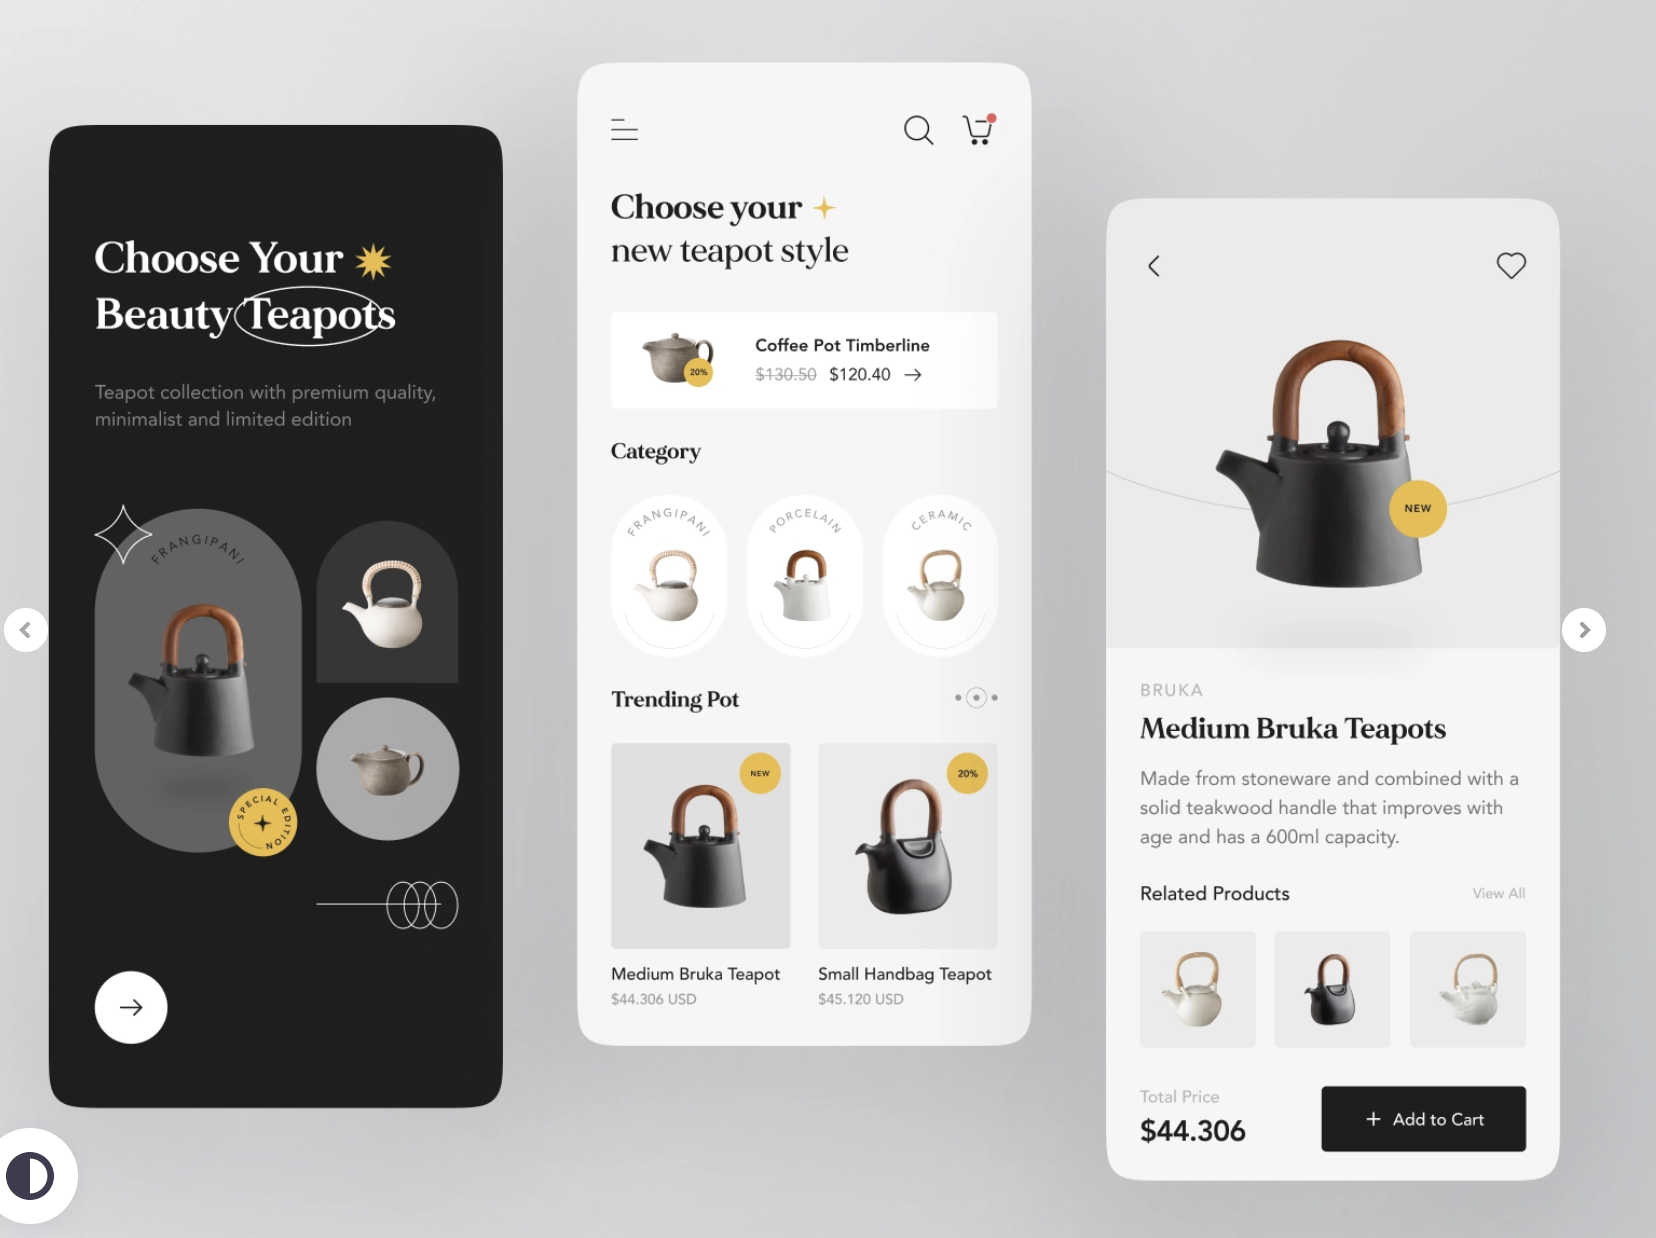 Choose Your
Beauty Teapots
Teapot collection with premium quality,
minimalist and limited edition
FRANGIPANI
SPECIAL EDITION
Choose your
new teapot style
20%
Coffee Pot Timberline
$130.50 $120.40
Category
FRANGIPANI
PORCELAIN
CERAMIC
Trending Pot
NEW
20%
Medium Bruka Teapot
$44.306 USD
Small Handbag Teapot
$45.120 USD
NEW
BRUKA
Medium Bruka Teapots
Made from stoneware and combined with a
solid teakwood handle that improves with
age and has a 600ml capacity.
Related Products
View All
Total Price
$44.306
+ Add to Cart